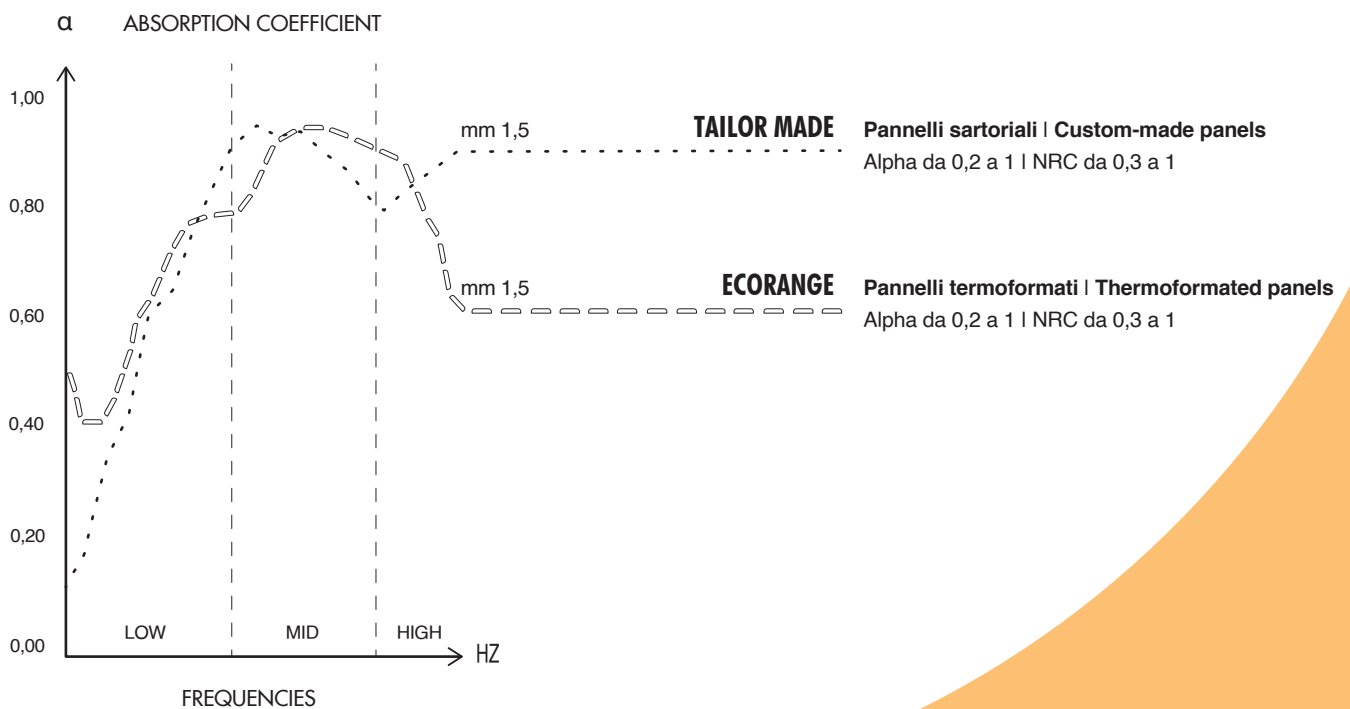 α ABSORPTION COEFFICIENT
1,00
0,80
0,60
0,40
0,20
0,00
mm 1,5 TAILOR MADE
Pannelli sartoriali | Custom-made panels
Alpha da 0,2 a 1 | NRC da 0,3 a 1
mm 1,5 ECORANGE
Pannelli termoformati | Thermoformated panels
Alpha da 0,2 a 1 | NRC da 0,3 a 1
LOW MID HIGH HZ
FREQUENCIES